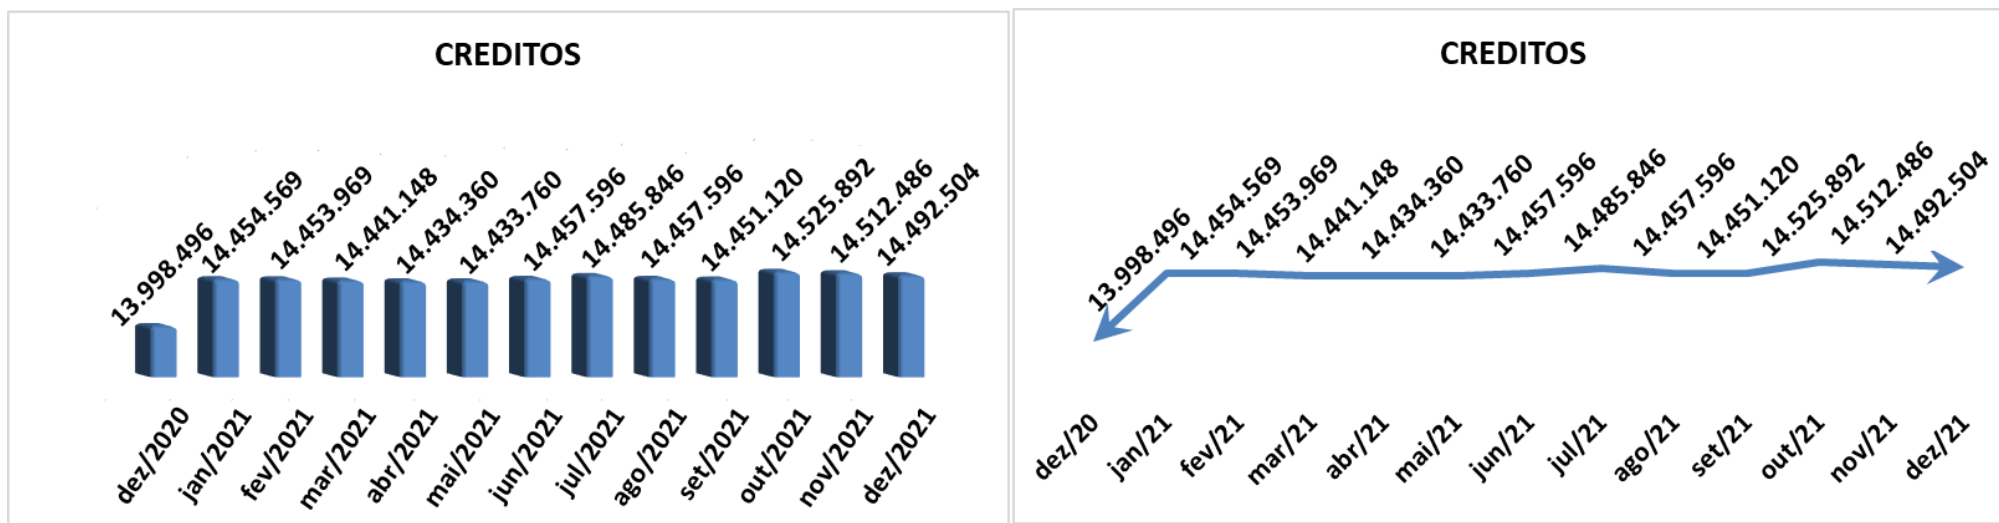 CREDITOS
13.998.496
14.454.569
14.453.969
14.441.148
14.434.360
14.433.760
14.457.596
14.485.846
14.457.596
14.451.120
14.525.892
14.512.486
14.492.504
dez/2020
jan/2021
fev/2021
mar/2021
abr/2021
mai/2021
jun/2021
jul/2021
ago/2021
set/2021
out/2021
nov/2021
dez/2021
CREDITOS
13.998.496
14.454.569
14.453.969
14.441.148
14.434.360
14.433.760
14.457.596
14.485.846
14.457.596
14.451.120
14.525.892
14.512.486
14.492.504
dez/20
jan/21
fev/21
mar/21
abr/21
mai/21
jun/21
jul/21
ago/21
set/21
out/21
nov/21
dez/21